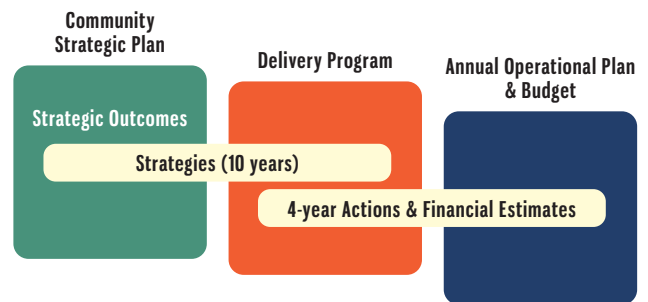 Community
Strategic Plan
Delivery Program
Annual Operational Plan
& Budget
Strategic Outcomes
Strategies (10 years)
4-year Actions & Financial Estimates